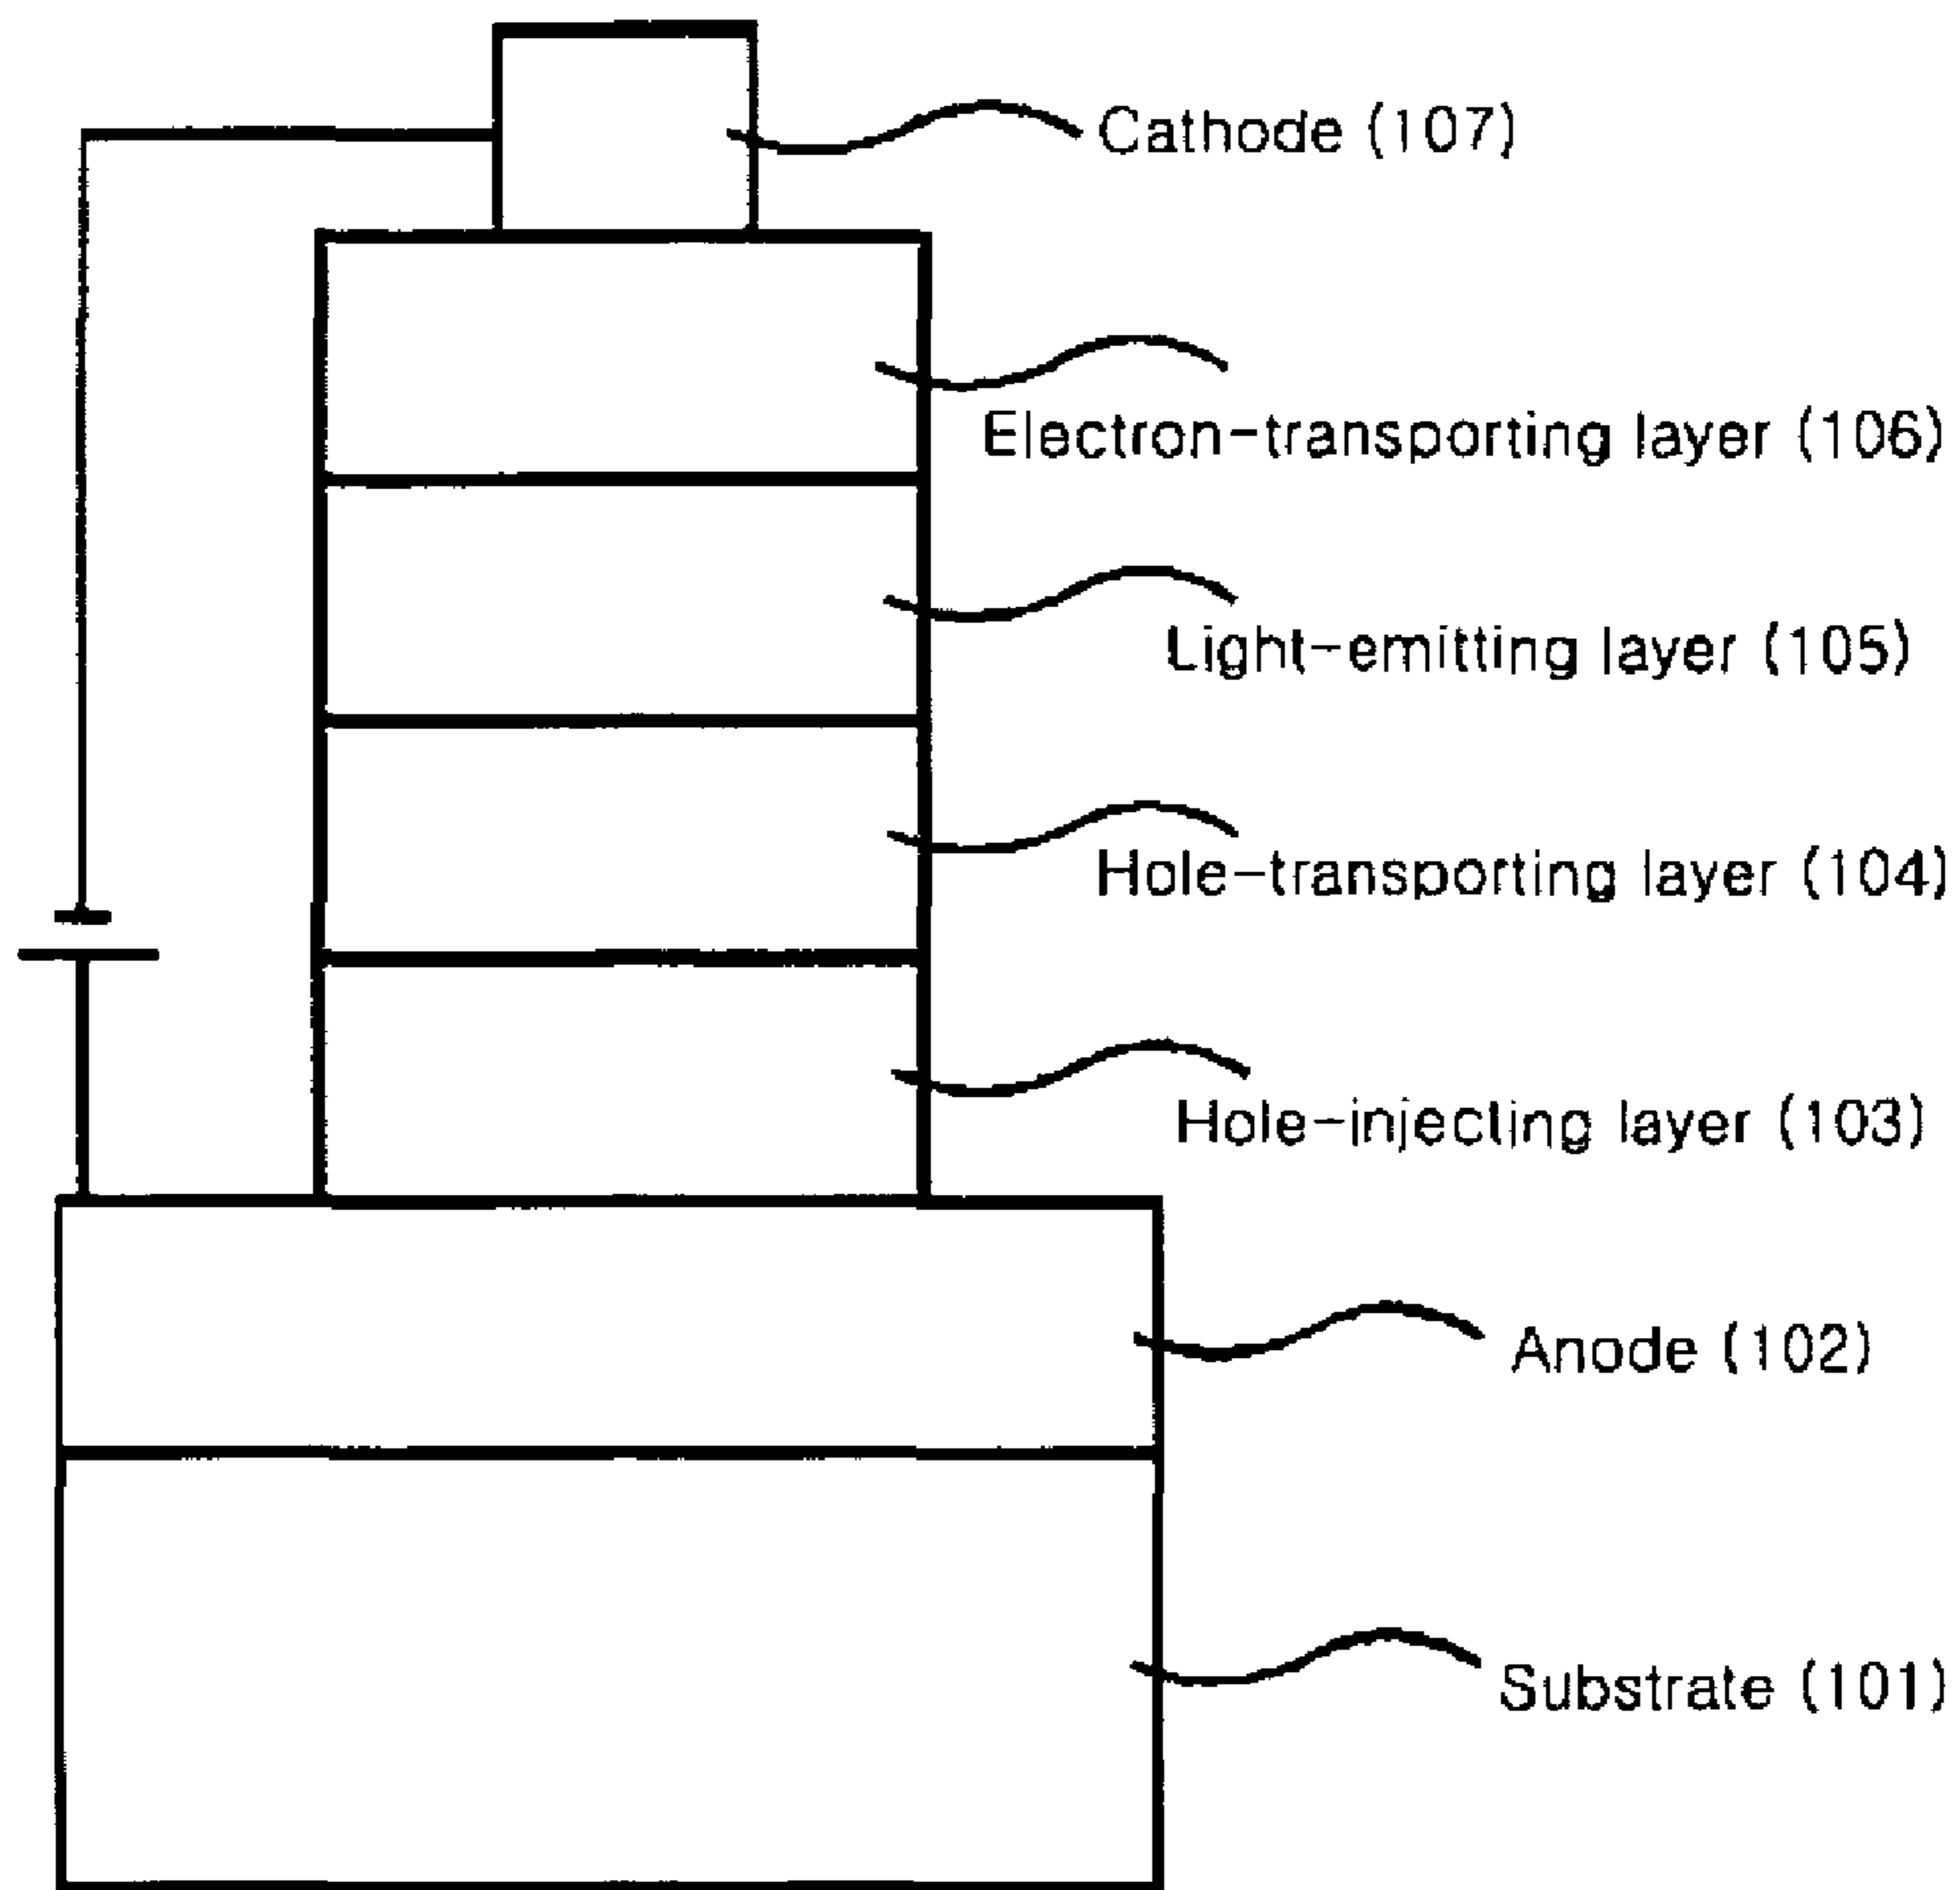 Cathode (107)
Electron-transporting layer (106)
Light-emitting layer (105)
Hole-transporting layer (104)
Hole-injecting layer (103)
Anode (102)
Substrate (101)